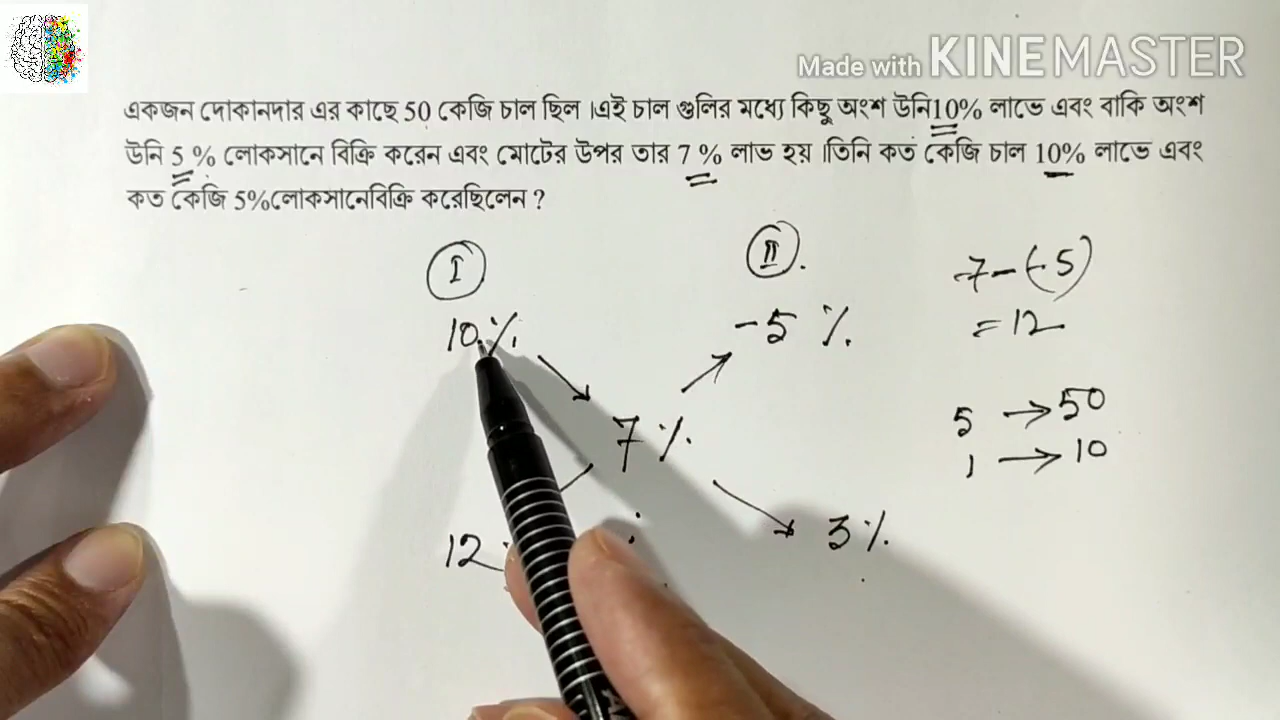 Made with KINEMASTER
একজন দোকানদার এর কাছে 50 কেজি চাল ছিল ।এই চাল গুলির মধ্যে কিছু অংশ উনি10% লাভে এবং বাকি অংশ
উনি 5 % লোকসানে বিক্রি করেন এবং মোটের উপর তার 7 % লাভ হয় ।তিনি কত কেজি চাল 10% লাভে এবং
কত কেজি 5%লোকসানেবিক্রি করেছিলেন ?
I II.
10% -5 %. 7-(-5)
= 12
7 % 5 → 50
1 → 10
12 : 3 %